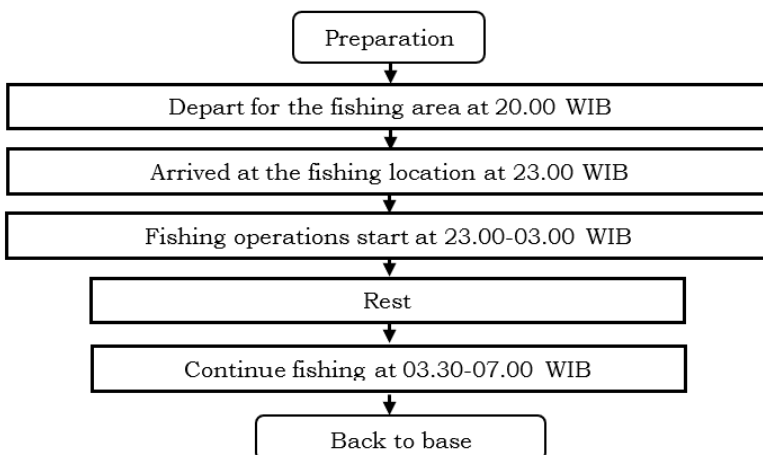 Preparation
Depart for the fishing area at 20.00 WIB
Arrived at the fishing location at 23.00 WIB
Fishing operations start at 23.00-03.00 WIB
Rest
Continue fishing at 03.30-07.00 WIB
Back to base